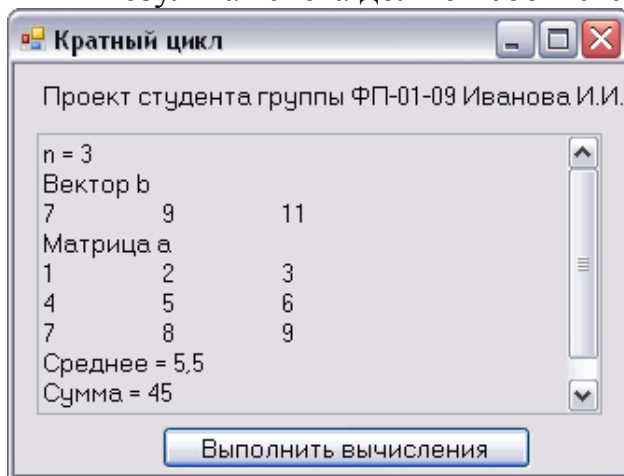 Кратный цикл
Проект студента группы ФП-01-09 Иванова И.И.
n = 3
Вектор b
7 9 11
Матрица a
1 2 3
4 5 6
7 8 9
Среднее = 5,5
Сумма = 45
Выполнить вычисления